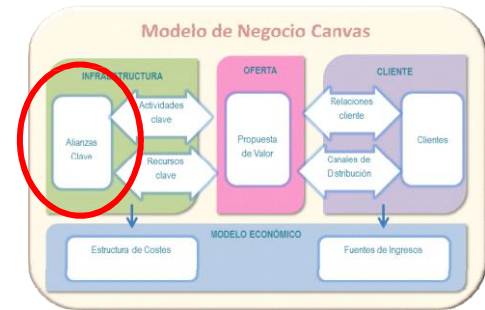 Modelo de Negocio Canvas
INFRAESTRUCTURA
OFERTA
CLIENTE
Actividades
clave
Relaciones
cliente
Alianzas
Clave
Propuesta
de Valor
Clientes
Recursos
clave
Canales de
Distribución
MODELO ECONÓMICO
Estructura de Costes
Fuentes de Ingresos